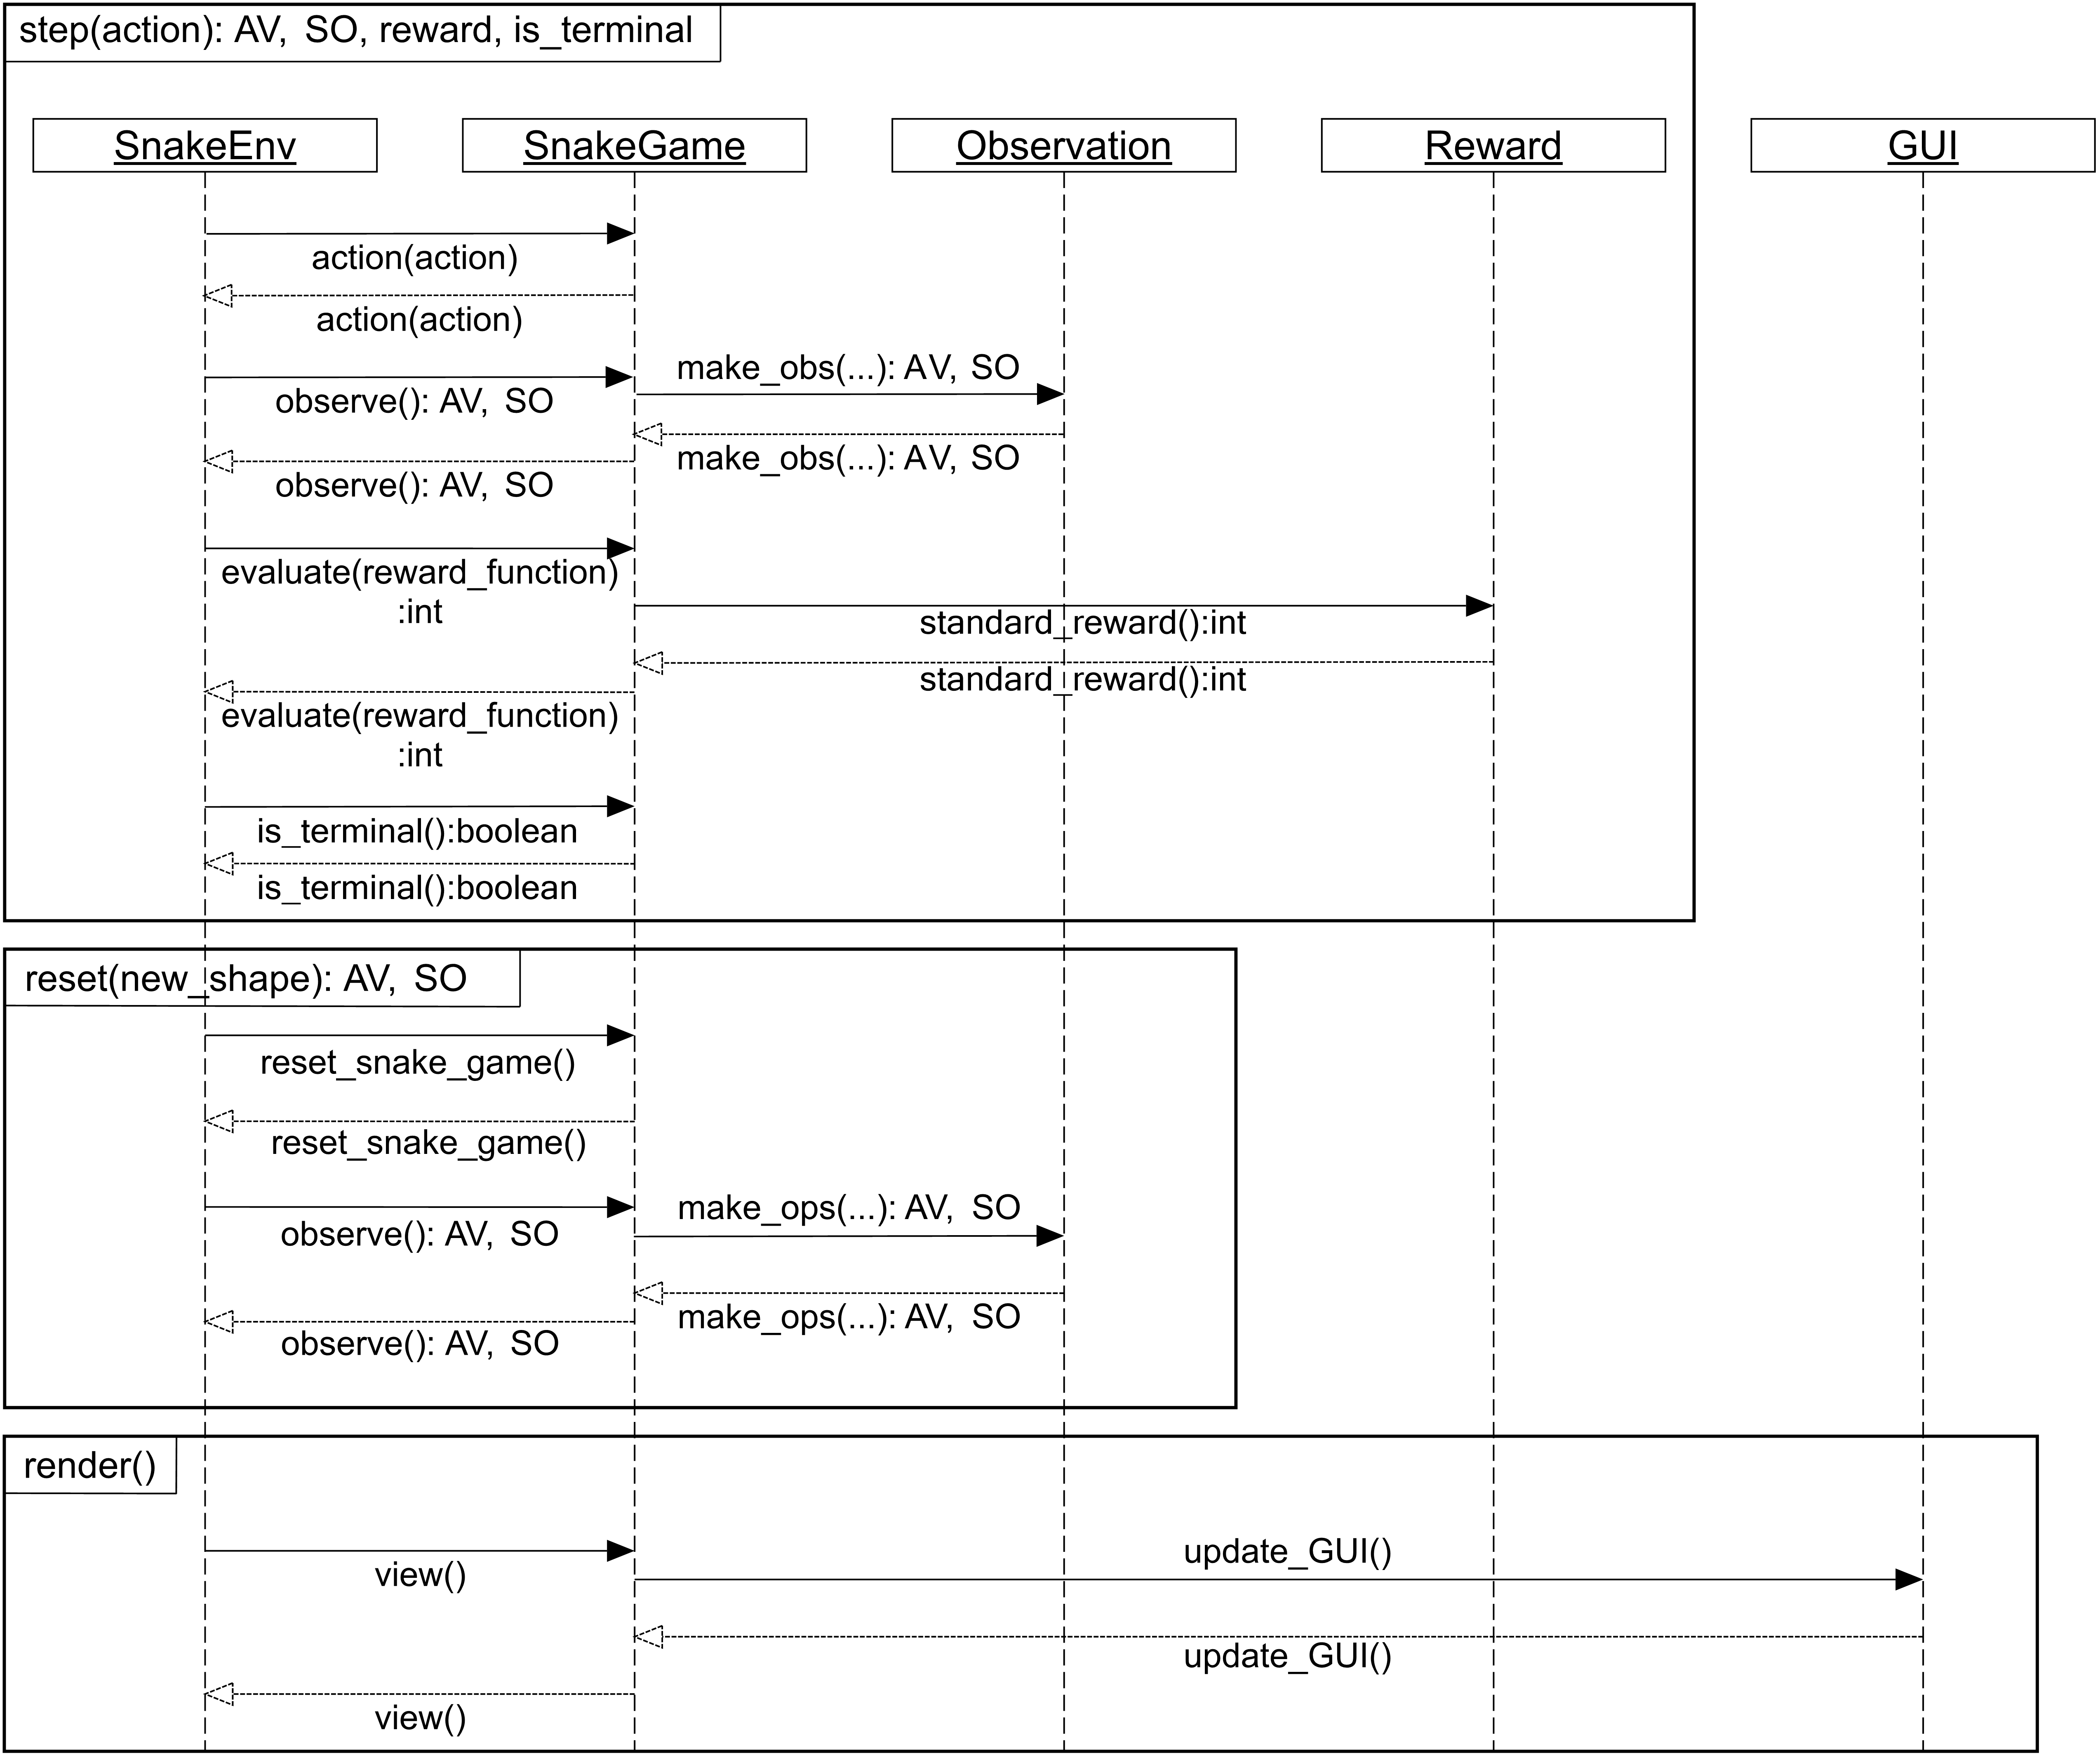 step(action): AV, SO, reward, is_terminal
SnakeEnv
SnakeGame
Observation
Reward
GUI
action(action)
action(action)
make_obs(...): AV, SO
observe(): AV, SO
make_obs(...): AV, SO
observe(): AV, SO
evaluate(reward_function)
:int
standard_reward():int
standard_reward():int
evaluate(reward_function)
:int
is_terminal():boolean
is_terminal():boolean
reset(new_shape): AV, SO
reset_snake_game()
reset_snake_game()
make_ops(...): AV, SO
observe(): AV, SO
make_ops(...): AV, SO
observe(): AV, SO
render()
update_GUI()
view()
update_GUI()
view()